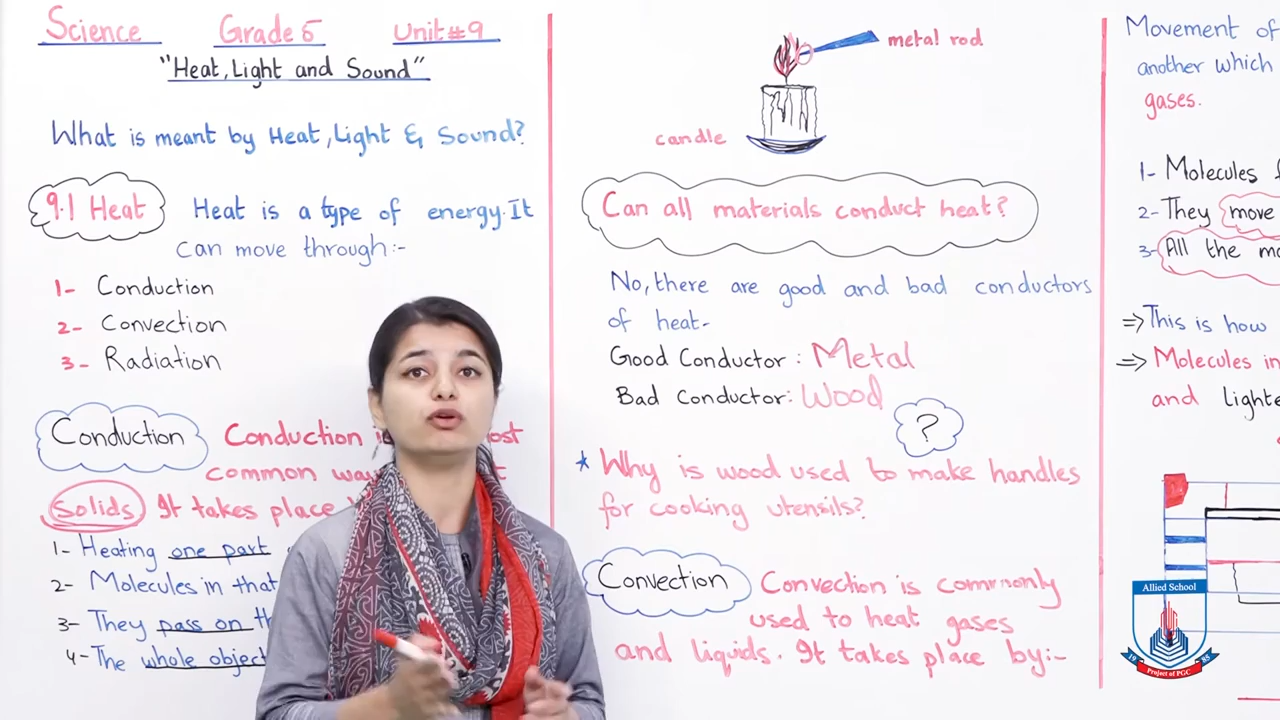 Science Grade 5 Unit#9
"Heat, Light and Sound"
What is meant by Heat, Light & Sound?
9.1 Heat Heat is a type of energy. It
can move through:-
1- Conduction
2- Convection
3- Radiation
Conduction Conduction ost
common way
solids It takes place
1- Heating one part
2- Molecules in that
3- They pass on
4- The whole object
metal rod
candle
Can all materials conduct heat?
No, there are good and bad conductors
of heat-
Good Conductor: Metal
Bad Conductor: Wood
?
* Why is wood used to make handles
for cooking utensils?
Convection Convection is commonly
used to heat gases
and liquids. It takes place by:-
Movement of
another which
gases.
1- Molecules
2- They move
3- All the mo
⇒ This is how
⇒ Molecules in
and lighte
Allied School
19 85
Project of PGC